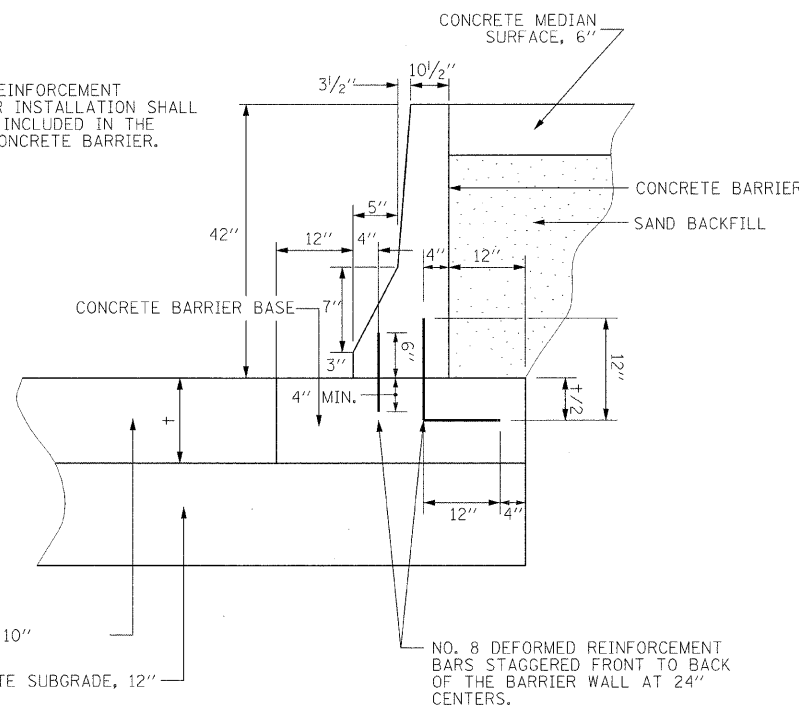 CONCRETE MEDIAN
SURFACE, 6"
10½"
3½"
EINFORCEMENT
R INSTALLATION SHALL
INCLUDED IN THE
ONCRETE BARRIER.
CONCRETE BARRIER
5"
SAND BACKFILL
42"
12"
4"
4"
12"
CONCRETE BARRIER BASE
7"
6"
12"
3"
4" MIN.
t
t/2
12"
4"
10"
NO. 8 DEFORMED REINFORCEMENT
BARS STAGGERED FRONT TO BACK
OF THE BARRIER WALL AT 24"
CENTERS.
TE SUBGRADE, 12"